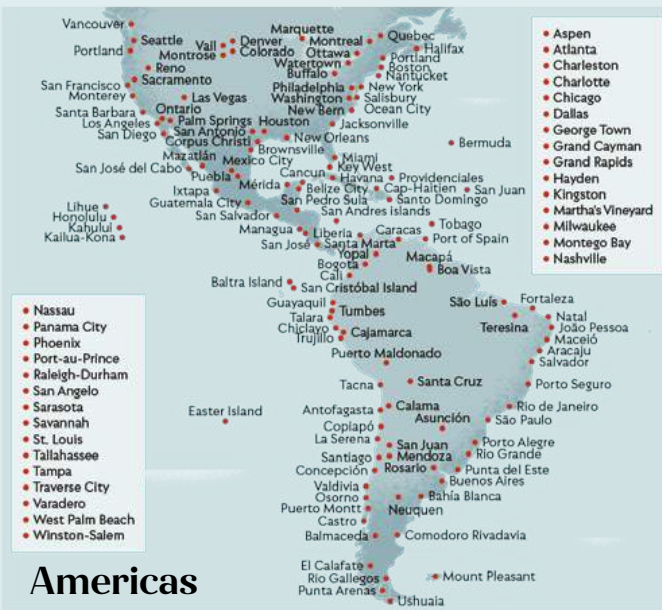 Vancouver
Seattle
Portland
Vail
Denver
Montrose
Colorado
Marquette
Montreal
Quebec
Ottawa
Halifax
Watertown
Portland
Buffalo
Boston
Nantucket
Reno
Sacramento
San Francisco
Monterey
Las Vegas
Philadelphia
New York
Washington
Salisbury
New Bern
Ocean City
Santa Barbara
Ontario
Los Angeles
Palm Springs
Houston
San Diego
San Antonio
Jacksonville
Corpus Christi
New Orleans
Brownsville
Bermuda
Mazatlán
Mexico City
Miami
San José del Cabo
Key West
Puebla
Cancun
Havana
Providenciales
Ixtapa
Mérida
Belize City
Cap-Haitien
San Juan
Guatemala City
San Pedro Sula
Santo Domingo
Lihue
Honolulu
Kahului
Kailua-Kona
San Salvador
San Andres islands
Managua
Liberia
Caracas
Tobago
San José
Santa Marta
Port of Spain
Yopal
Bogota
Macapá
Cali
Boa Vista
Baltra Island
San Cristóbal Island
Guayaquil
Tumbes
São Luís
Fortaleza
Talara
Teresina
Natal
Chiclayo
Cajamarca
João Pessoa
Trujillo
Maceió
Puerto Maldonado
Aracaju
Salvador
Tacna
Santa Cruz
Porto Seguro
Easter Island
Antofagasta
Calama
Rio de Janeiro
Asunción
Copiapó
São Paulo
La Serena
San Juan
Porto Alegre
Santiago
Mendoza
Rio Grande
Concepción
Rosario
Punta del Este
Valdivia
Buenos Aires
Osorno
Bahía Blanca
Puerto Montt
Neuquen
Castro
Balmaceda
Comodoro Rivadavia
El Calafate
Rio Gallegos
Mount Pleasant
Punta Arenas
Ushuaia
Aspen
Atlanta
Charleston
Charlotte
Chicago
Dallas
George Town
Grand Cayman
Grand Rapids
Hayden
Kingston
Martha's Vineyard
Milwaukee
Montego Bay
Nashville
Nassau
Panama City
Phoenix
Port-au-Prince
Raleigh-Durham
San Angelo
Sarasota
Savannah
St. Louis
Tallahassee
Tampa
Traverse City
Varadero
West Palm Beach
Winston-Salem
Americas